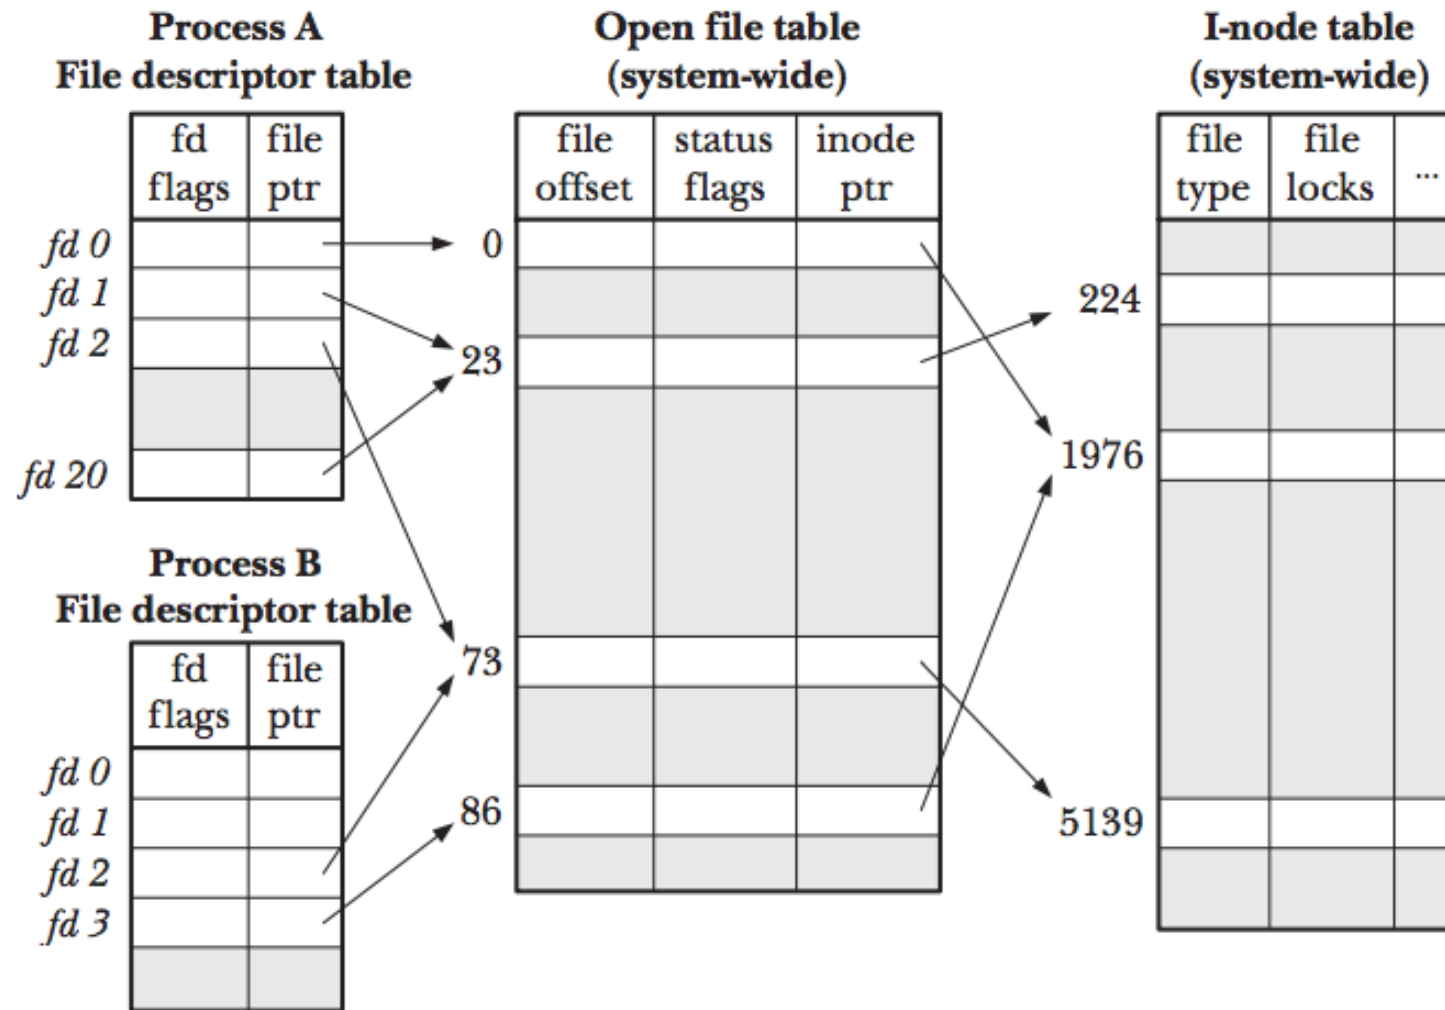 Process A
File descriptor table
fd
flags
file
ptr
fd 0
fd 1
fd 2
fd 20
Process B
File descriptor table
fd
flags
file
ptr
fd 0
fd 1
fd 2
fd 3
Open file table
(system-wide)
file
offset
status
flags
inode
ptr
0
23
73
86
I-node table
(system-wide)
file
type
file
locks
...
224
1976
5139